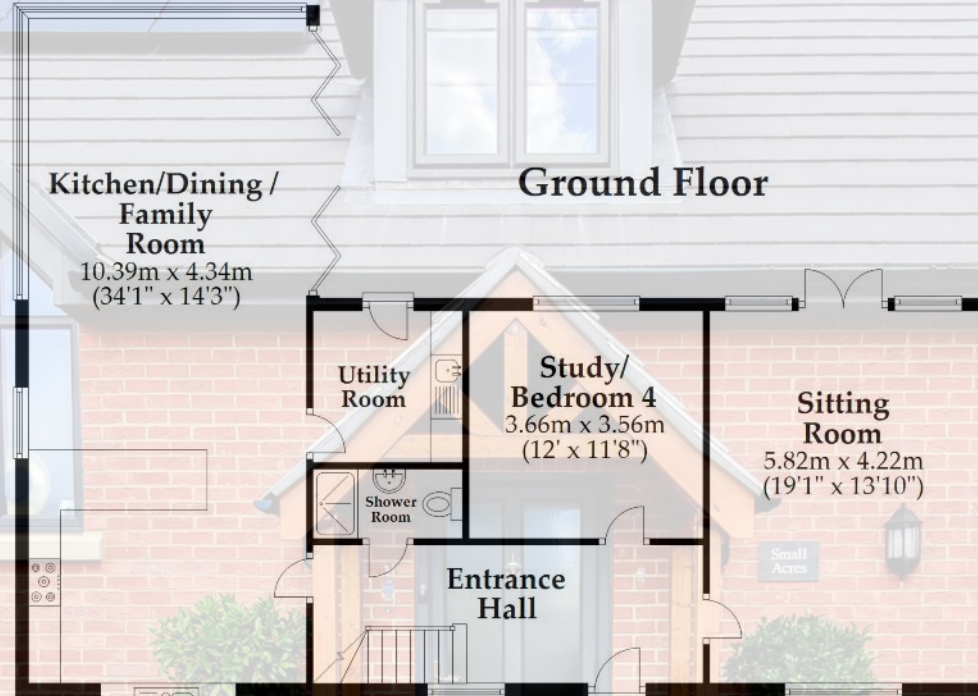 Ground Floor
Kitchen/Dining /
Family
Room
10.39m x 4.34m
(34'1" x 14'3")
Utility
Room
Study/
Bedroom 4
3.66m x 3.56m
(12' x 11'8")
Sitting
Room
5.82m x 4.22m
(19'1" x 13'10")
Shower
Room
Entrance
Hall
Small
Acres